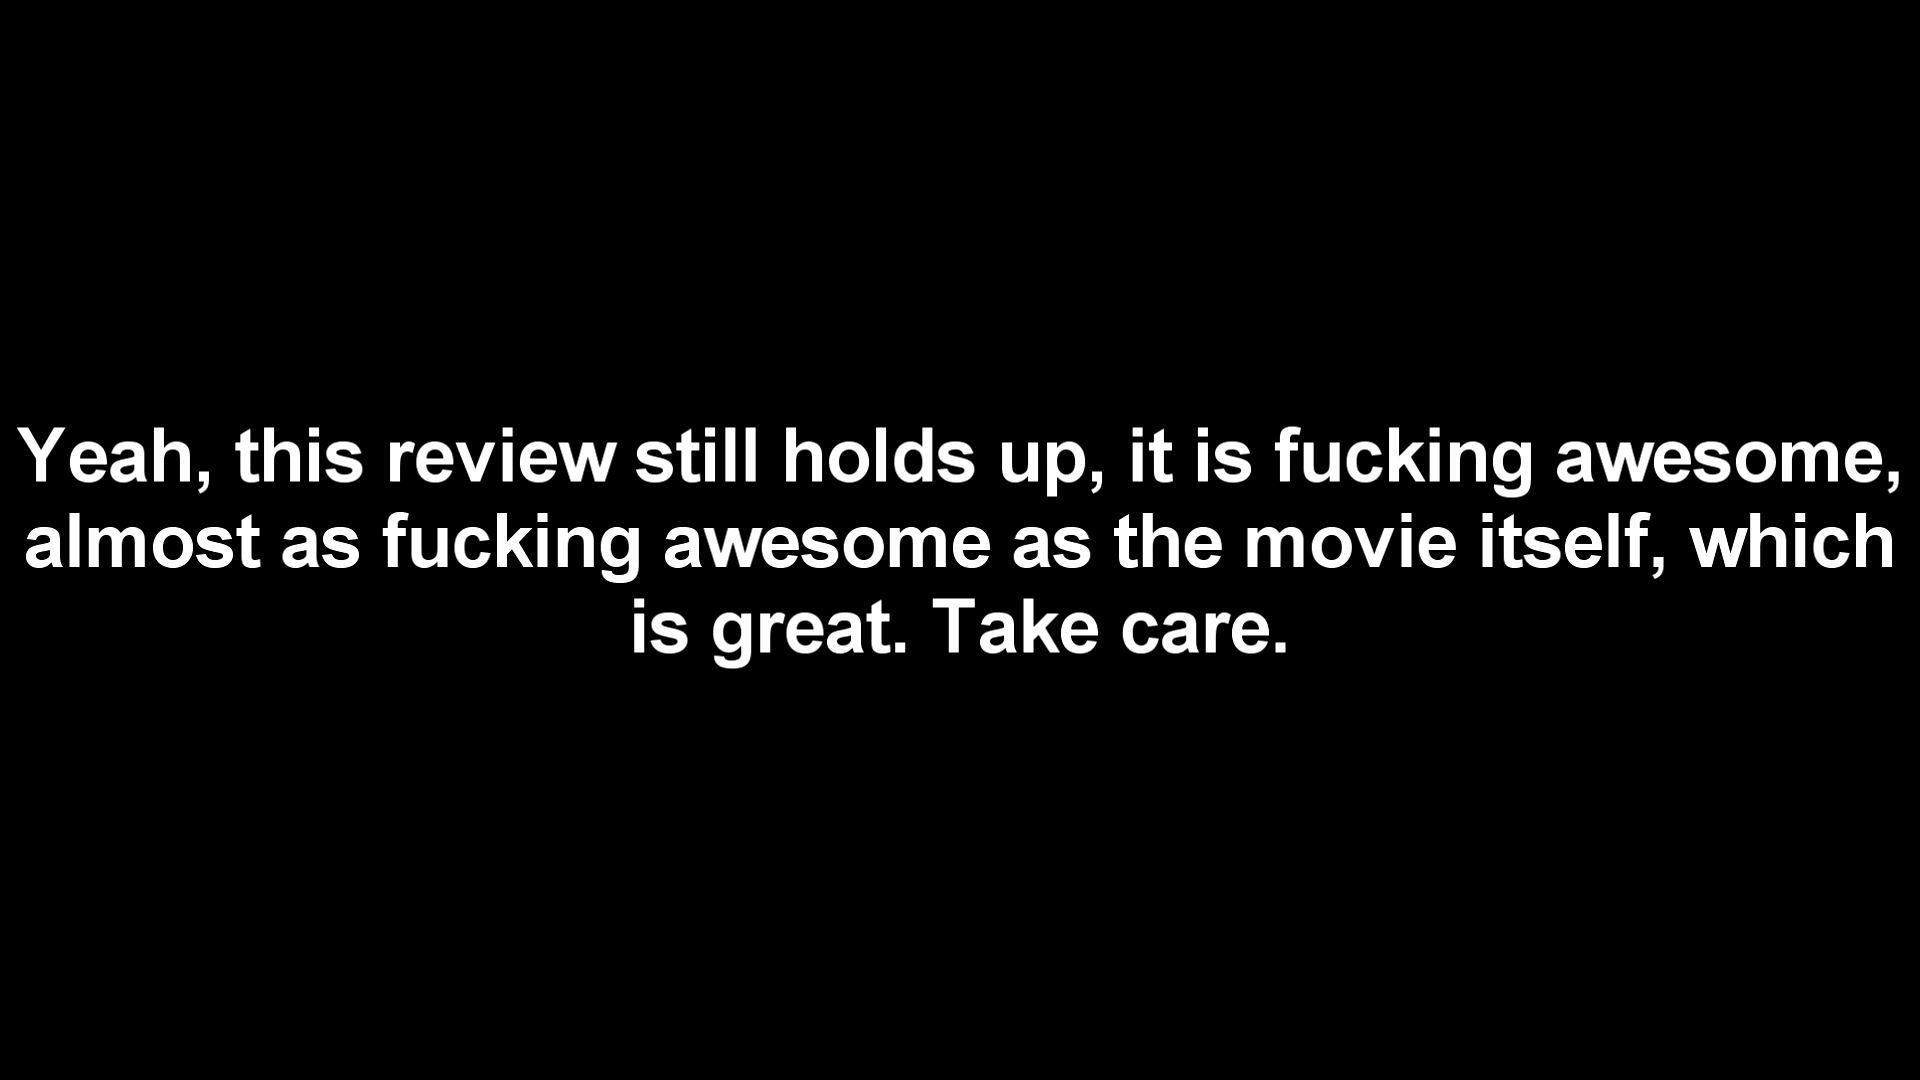 Yeah, this review still holds up, it is fucking awesome,
almost as fucking awesome as the movie itself, which
is great. Take care.